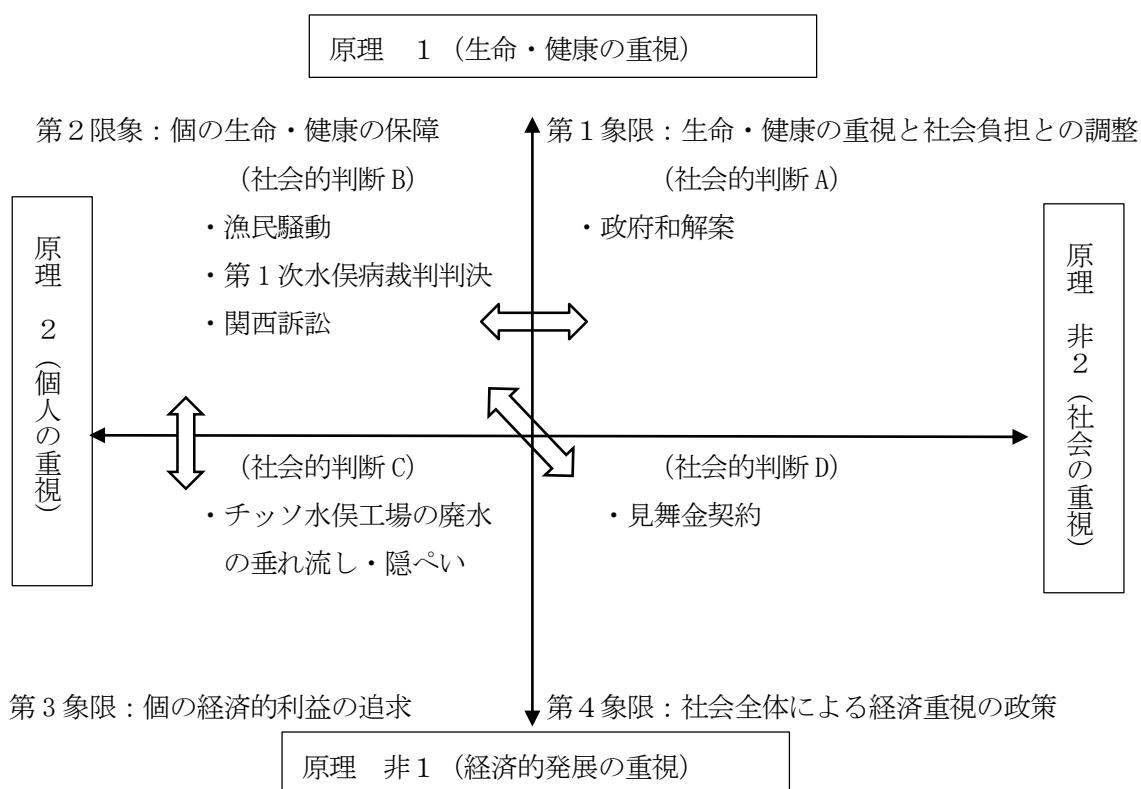 原理　1（生命・健康の重視）
第２限象：個の生命・健康の保障
（社会的判断 B）
・漁民騒動
・第１次水俣病裁判判決
・関西訴訟
第１象限：生命・健康の重視と社会負担との調整
（社会的判断 A）
・政府和解案
原理　２（個人の重視）
原理　非２（社会の重視）
（社会的判断 C）
・チッソ水俣工場の廃水
の垂れ流し・隠ぺい
（社会的判断 D）
・見舞金契約
第３象限：個の経済的利益の追求
第４象限：社会全体による経済重視の政策
原理　非１（経済的発展の重視）